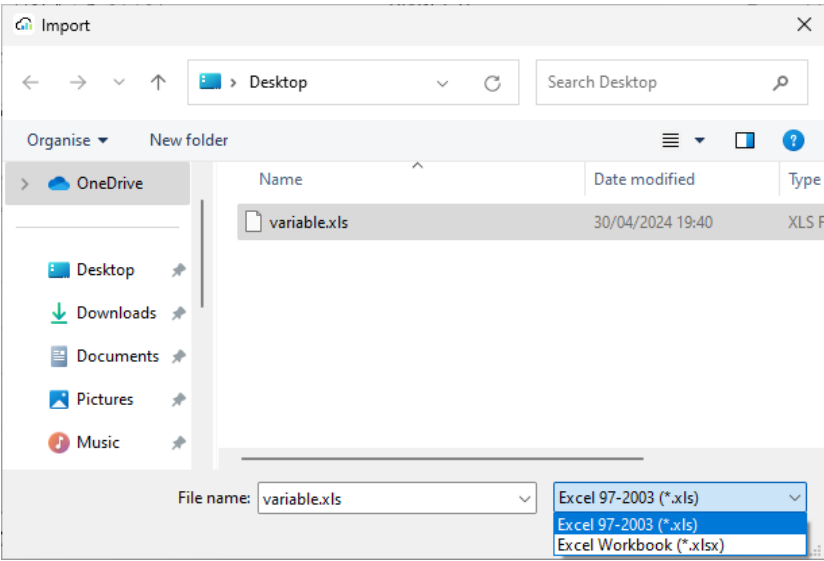 Import
Desktop
Search Desktop
Organise
New folder
Name
Date modified
Type
OneDrive
variable.xls
30/04/2024 19:40
XLS F
Desktop
Downloads
Documents
Pictures
Music
File name:
variable.xls
Excel 97-2003 (*.xls)
Excel 97-2003 (*.xls)
Excel Workbook (*.xlsx)